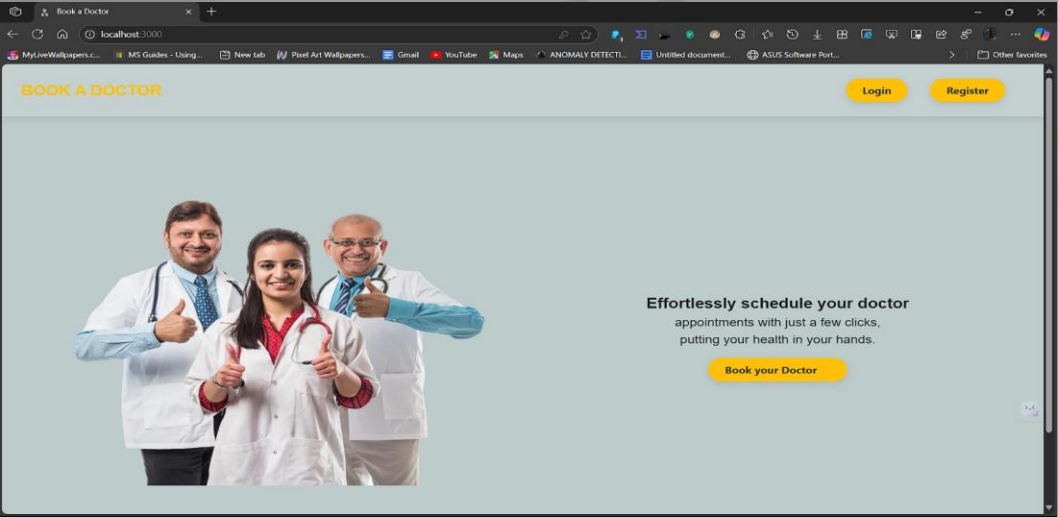 Book a Doctor
localhost:3000
MyLiveWallpapers.c... MS Guides - Using... New tab Pixel Art Wallpapers... Gmail YouTube Maps ANOMALY DETECTI... Untitled document... ASUS Software Port... Other favorites
BOOK A DOCTOR Login Register
Effortlessly schedule your doctor
appointments with just a few clicks,
putting your health in your hands.
Book your Doctor